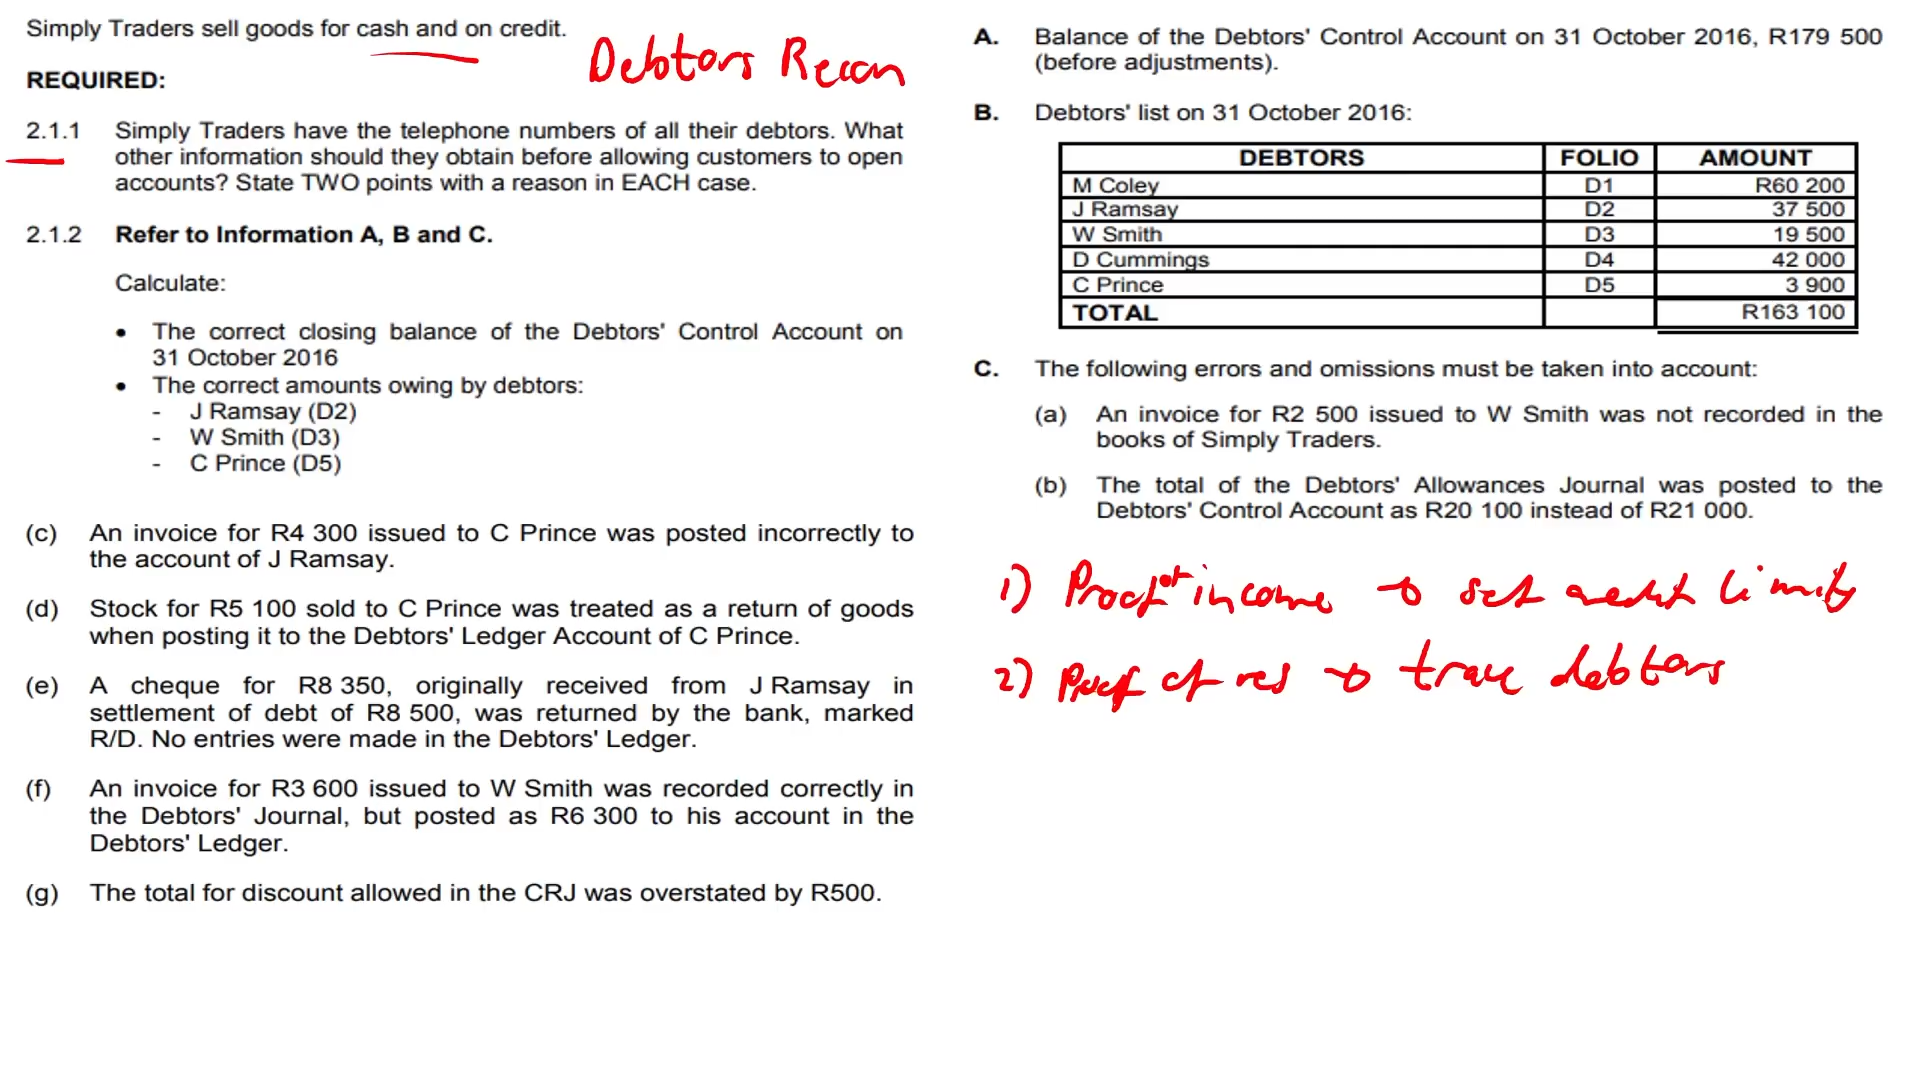 Simply Traders sell goods for cash and on credit.
Debtors Recon
REQUIRED:
2.1.1 Simply Traders have the telephone numbers of all their debtors. What
other information should they obtain before allowing customers to open
accounts? State TWO points with a reason in EACH case.
2.1.2 Refer to Information A, B and C.
Calculate:
• The correct closing balance of the Debtors' Control Account on
31 October 2016
• The correct amounts owing by debtors:
- J Ramsay (D2)
- W Smith (D3)
- C Prince (D5)
(c) An invoice for R4 300 issued to C Prince was posted incorrectly to
the account of J Ramsay.
(d) Stock for R5 100 sold to C Prince was treated as a return of goods
when posting it to the Debtors' Ledger Account of C Prince.
(e) A cheque for R8 350, originally received from J Ramsay in
settlement of debt of R8 500, was returned by the bank, marked
R/D. No entries were made in the Debtors' Ledger.
(f) An invoice for R3 600 issued to W Smith was recorded correctly in
the Debtors' Journal, but posted as R6 300 to his account in the
Debtors' Ledger.
(g) The total for discount allowed in the CRJ was overstated by R500.
A. Balance of the Debtors' Control Account on 31 October 2016, R179 500
(before adjustments).
B. Debtors' list on 31 October 2016:
DEBTORS FOLIO AMOUNT
M Coley D1 R60 200
J Ramsay D2 37 500
W Smith D3 19 500
D Cummings D4 42 000
C Prince D5 3 900
TOTAL R163 100
C. The following errors and omissions must be taken into account:
(a) An invoice for R2 500 issued to W Smith was not recorded in the
books of Simply Traders.
(b) The total of the Debtors' Allowances Journal was posted to the
Debtors' Control Account as R20 100 instead of R21 000.
1) Proof of income → set credit limits
2) Proof of res → trace debtors